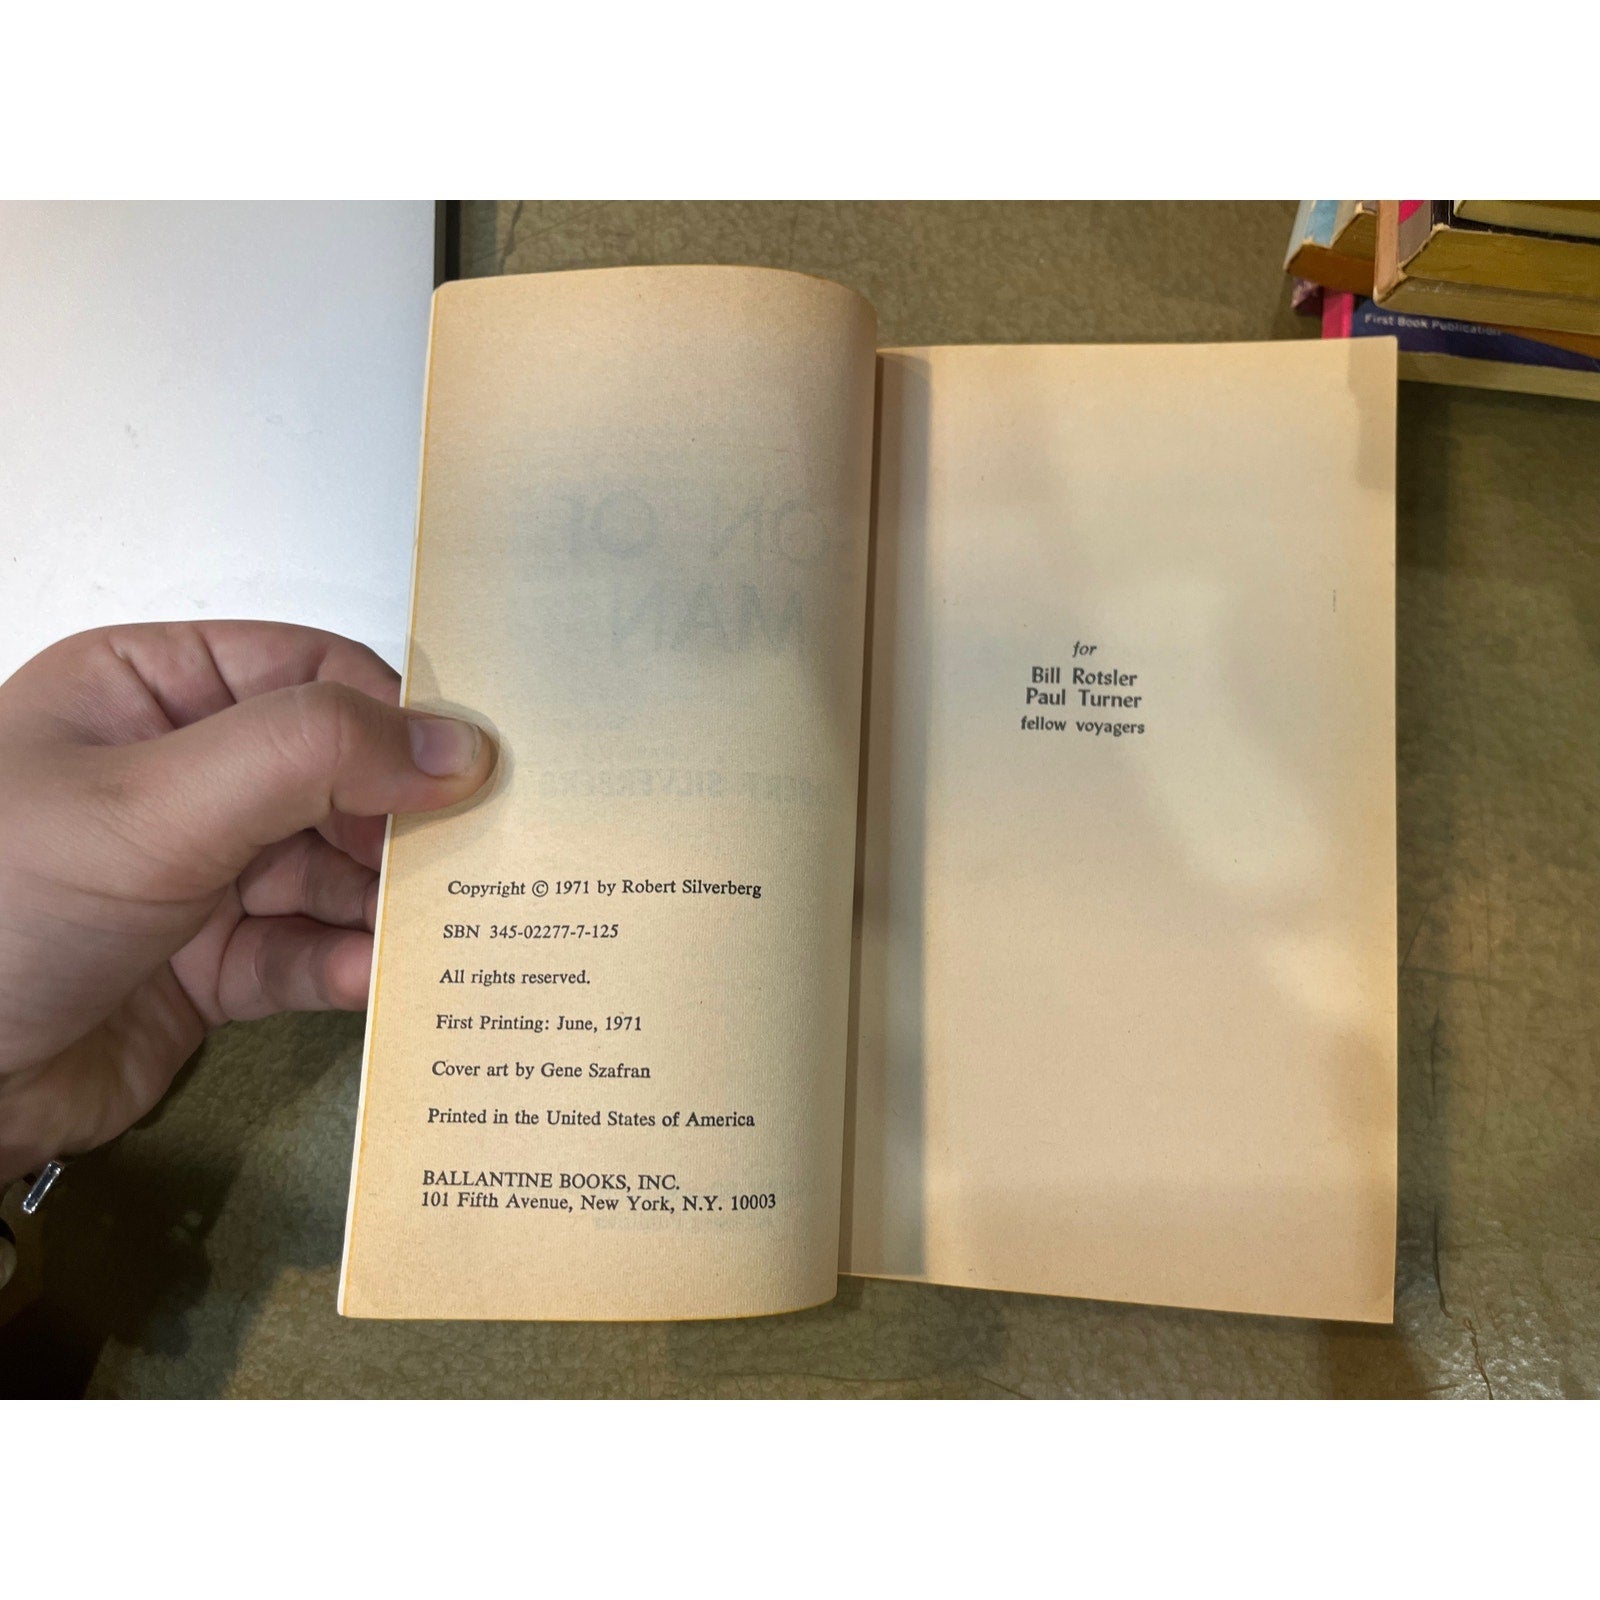 Copyright © 1971 by Robert Silverberg
SBN 345-02277-7-125
All rights reserved.
First Printing: June, 1971
Cover art by Gene Szafran
Printed in the United States of America
BALLANTINE BOOKS, INC.
101 Fifth Avenue, New York, N.Y. 10003
for
Bill Rotsler
Paul Turner
fellow voyagers
First Book Publication